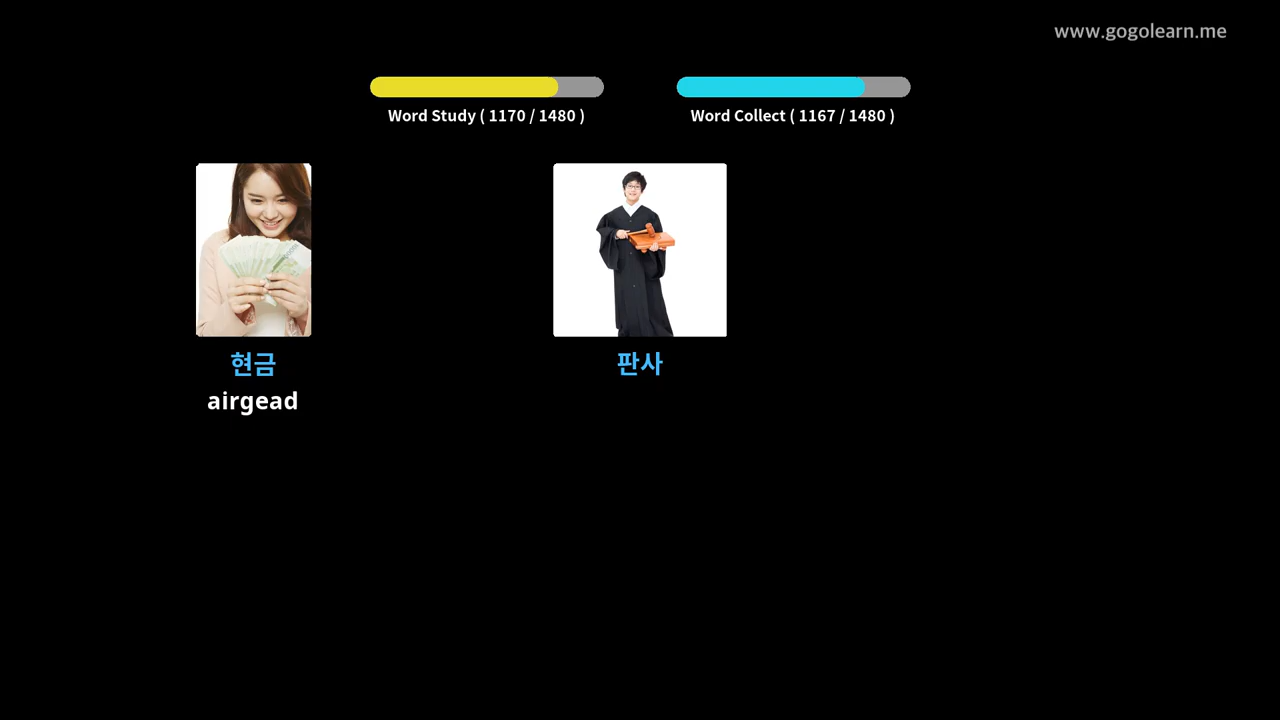 www.gogolearn.me
Word Study ( 1170 / 1480 )
Word Collect ( 1167 / 1480 )
현금
airgead
판사